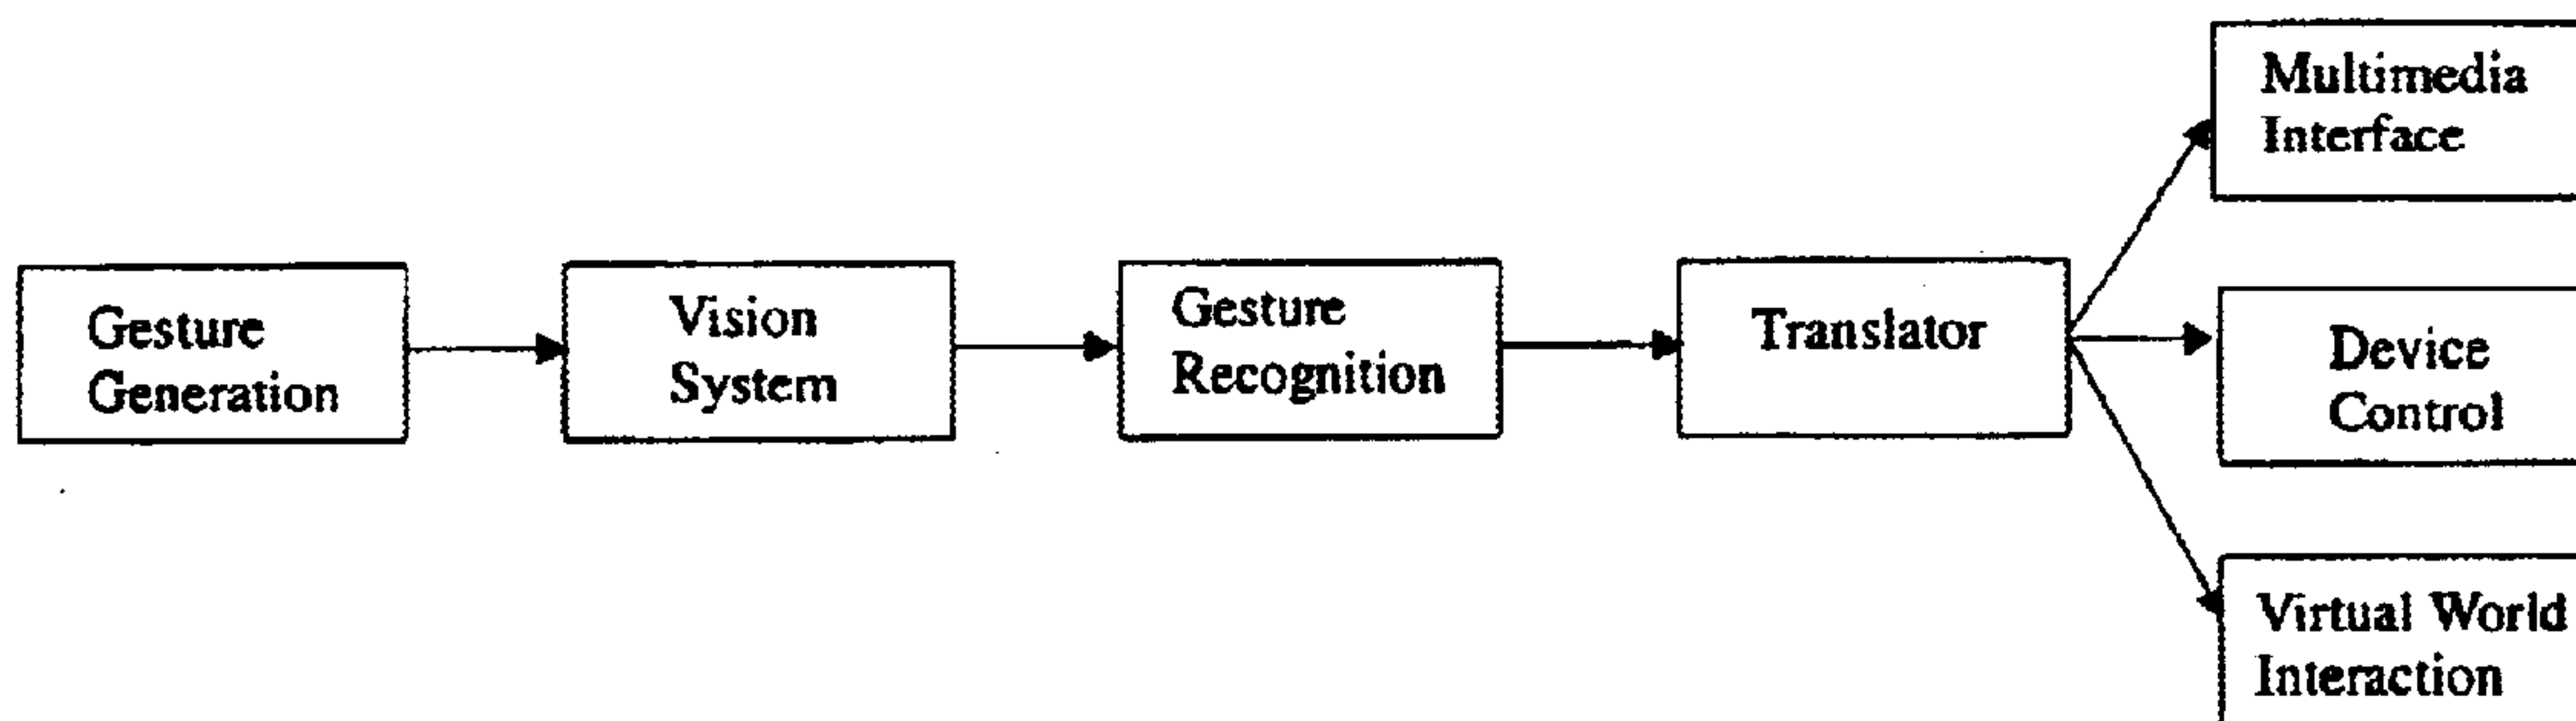 Gesture
Generation
Vision
System
Gesture
Recognition
Translator
Multimedia
Interface
Device
Control
Virtual World
Interaction